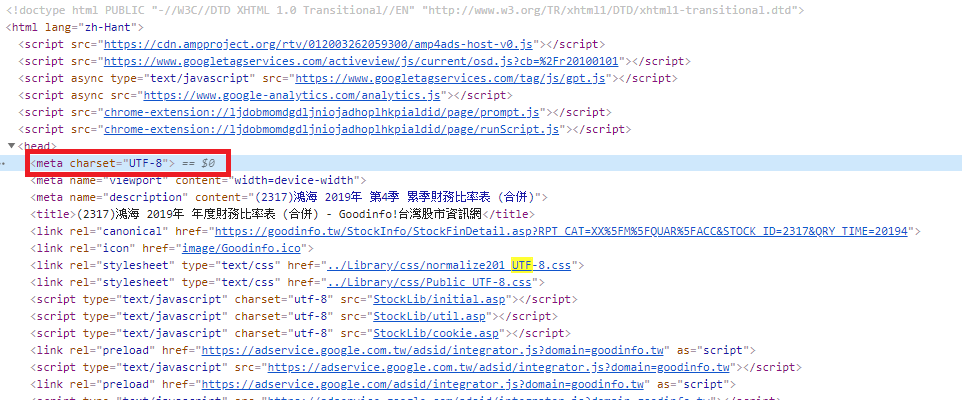 <!doctype html PUBLIC "-//W3C//DTD XHTML 1.0 Transitional//EN" "http://www.w3.org/TR/xhtml1/DTD/xhtml1-transitional.dtd">
<html lang="zh-Hant">
<script src="https://cdn.ampproject.org/rtv/012003262059300/amp4ads-host-v0.js"></script>
<script src="https://www.googletagservices.com/activeview/js/current/osd.js?cb=%2Fr20100101"></script>
<script async type="text/javascript" src="https://www.googletagservices.com/tag/js/gpt.js"></script>
<script async src="https://www.google-analytics.com/analytics.js"></script>
<script src="chrome-extension://ljdobmomdgdljniojadhoplhkpialdid/page/prompt.js"></script>
<script src="chrome-extension://ljdobmomdgdljniojadhoplhkpialdid/page/runScript.js"></script>
▼<head>
<meta charset="UTF-8"> == $0
<meta name="viewport" content="width=device-width">
<meta name="description" content="(2317)鴻海 2019年 第4季 累季財務比率表 (合併)">
<title>(2317)鴻海 2019年 年度財務比率表 (合併) - Goodinfo!台灣股市資訊網</title>
<link rel="canonical" href="https://goodinfo.tw/StockInfo/StockFinDetail.asp?RPT_CAT=XX%5FM%5FQUAR%5FACC&STOCK_ID=2317&QRY_TIME=20194">
<link rel="icon" href="image/Goodinfo.ico">
<link rel="stylesheet" type="text/css" href="../Library/css/normalize201_UTF-8.css">
<link rel="stylesheet" type="text/css" href="../Library/css/Public_UTF-8.css">
<script type="text/javascript" charset="utf-8" src="StockLib/initial.asp"></script>
<script type="text/javascript" charset="utf-8" src="StockLib/util.asp"></script>
<script type="text/javascript" charset="utf-8" src="StockLib/cookie.asp"></script>
<link rel="preload" href="https://adservice.google.com.tw/adsid/integrator.js?domain=goodinfo.tw" as="script">
<script type="text/javascript" src="https://adservice.google.com.tw/adsid/integrator.js?domain=goodinfo.tw"></script>
<link rel="preload" href="https://adservice.google.com/adsid/integrator.js?domain=goodinfo.tw" as="script">